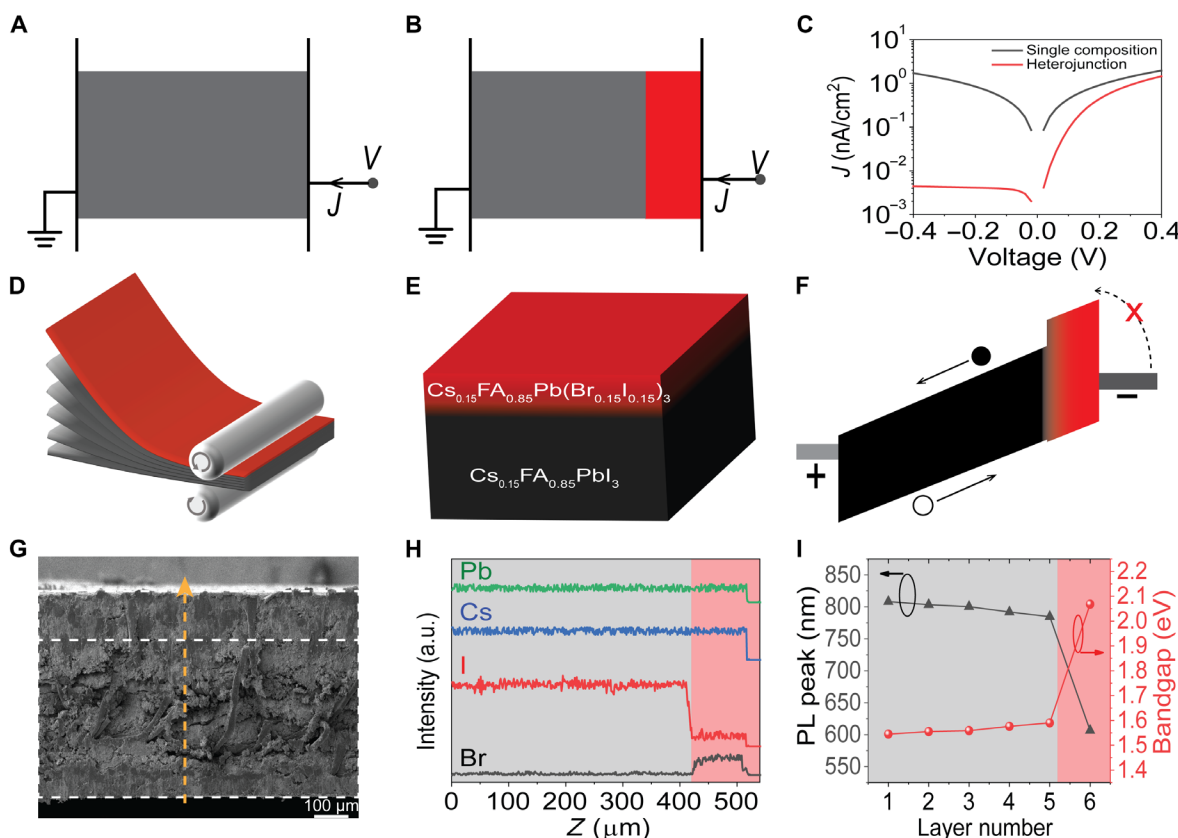 A
B
C
V
J
V
J
10¹
10⁰
10⁻¹
10⁻²
10⁻³
J (nA/cm²)
Single composition
Heterojunction
−0.4 −0.2 0.0 0.2 0.4
Voltage (V)
D
E
F
Cs₀.₁₅FA₀.₈₅Pb(Br₀.₁₅I₀.₁₅)₃
Cs₀.₁₅FA₀.₈₅PbI₃
X
−
+
G
H
I
100 μm
Pb
Cs
I
Br
Intensity (a.u.)
0 100 200 300 400 500
Z (μm)
850
800
750
700
650
600
550
PL peak (nm)
2.2
2.1
2.0
1.9
1.8
1.7
1.6
1.5
1.4
Bandgap (eV)
1 2 3 4 5 6
Layer number